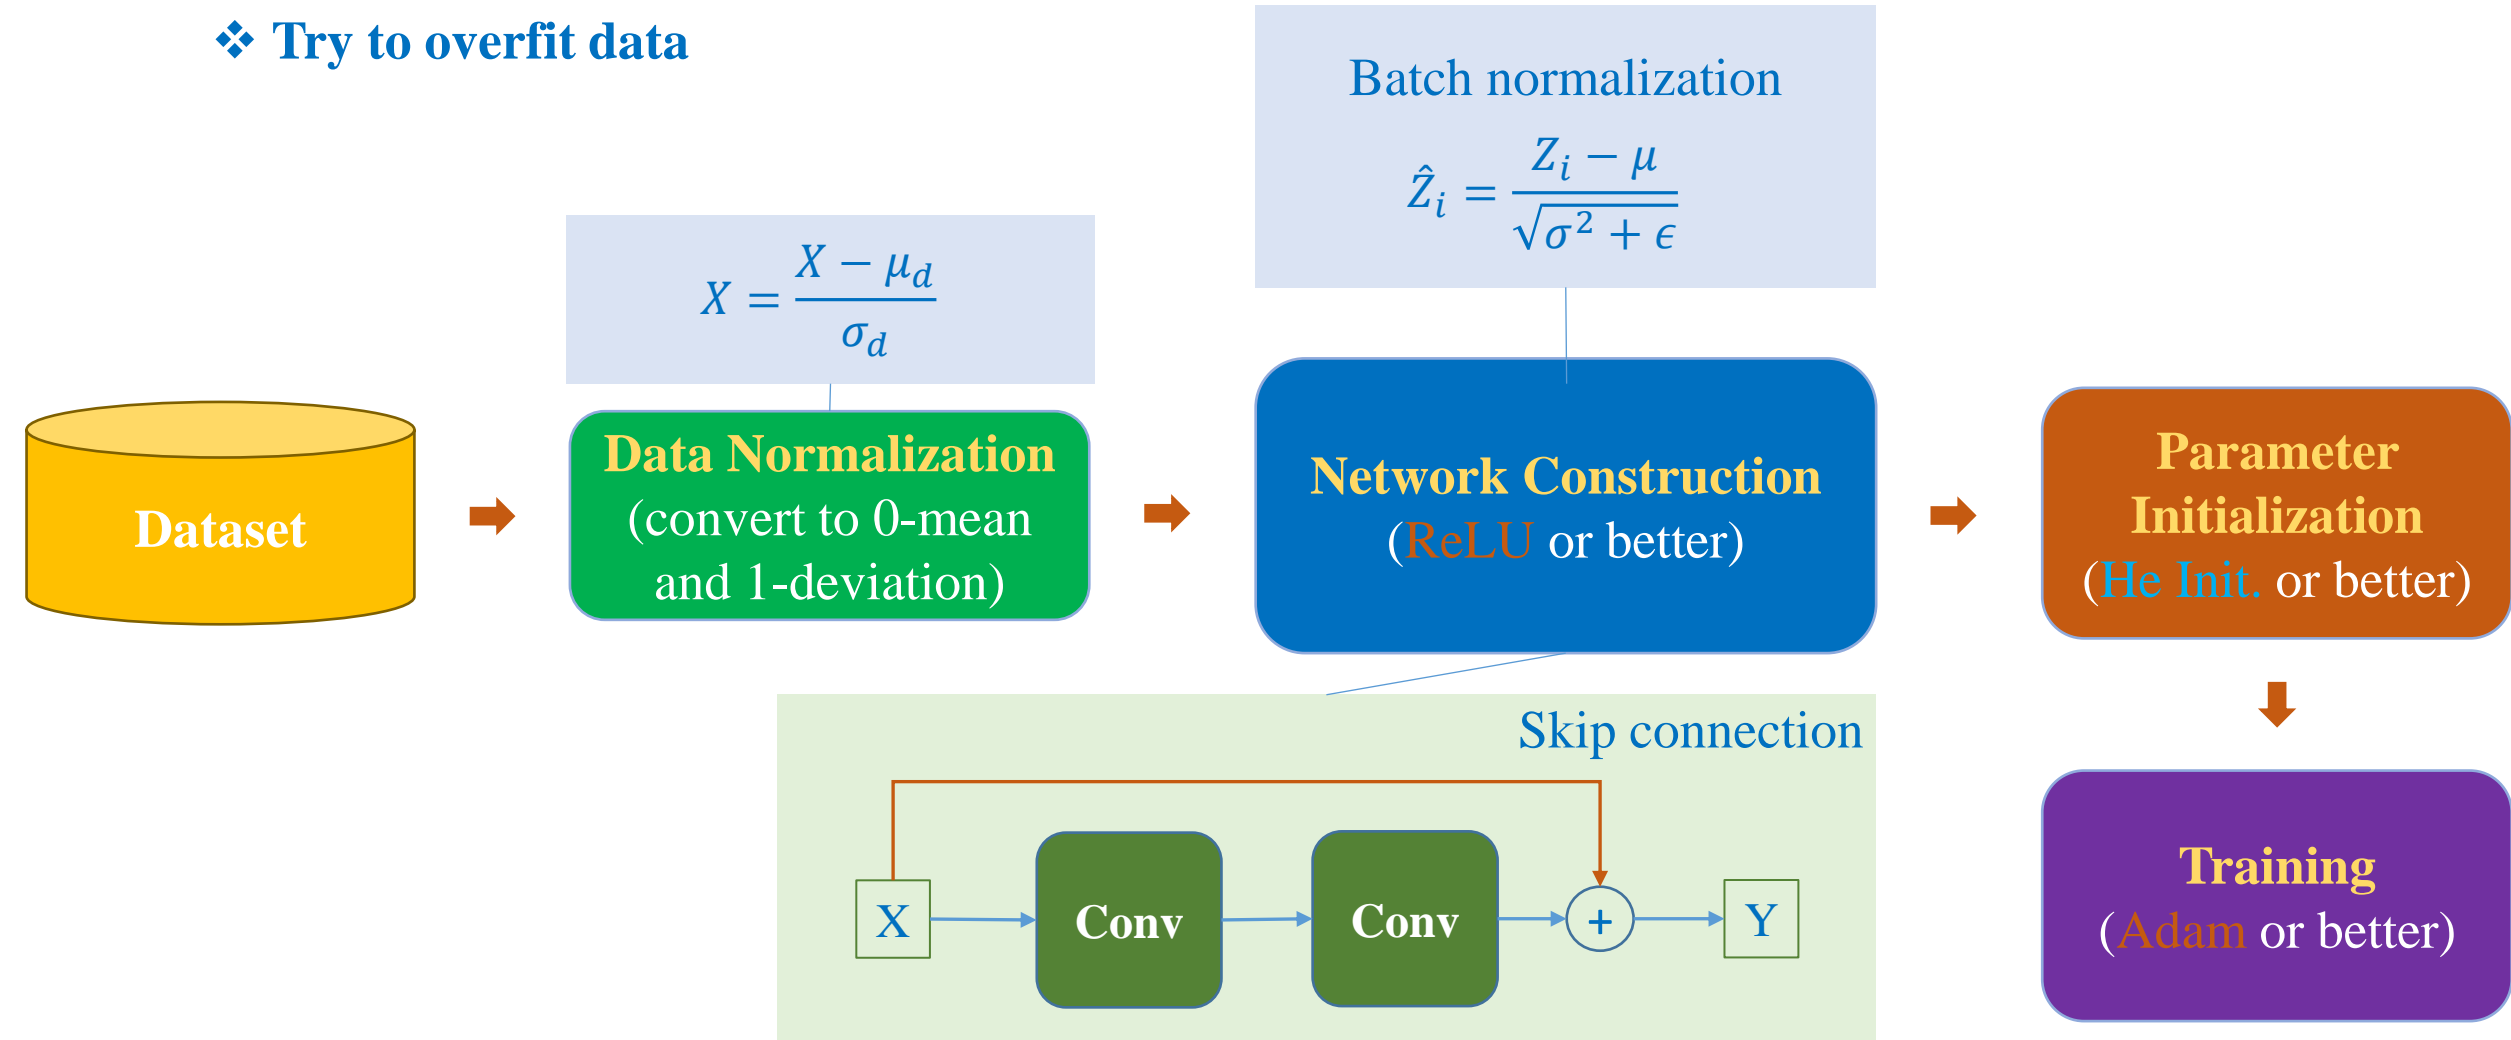 ❖ Try to overfit data
Batch normalization
Ẑᵢ = (Zᵢ − μ) / √(σ² + ϵ)
X = (X − μ_d) / σ_d
Dataset
Data Normalization
(convert to 0-mean
and 1-deviation)
Network Construction
(ReLU or better)
Parameter
Initialization
(He Init. or better)
Skip connection
X
Conv
Conv
+
Y
Training
(Adam or better)